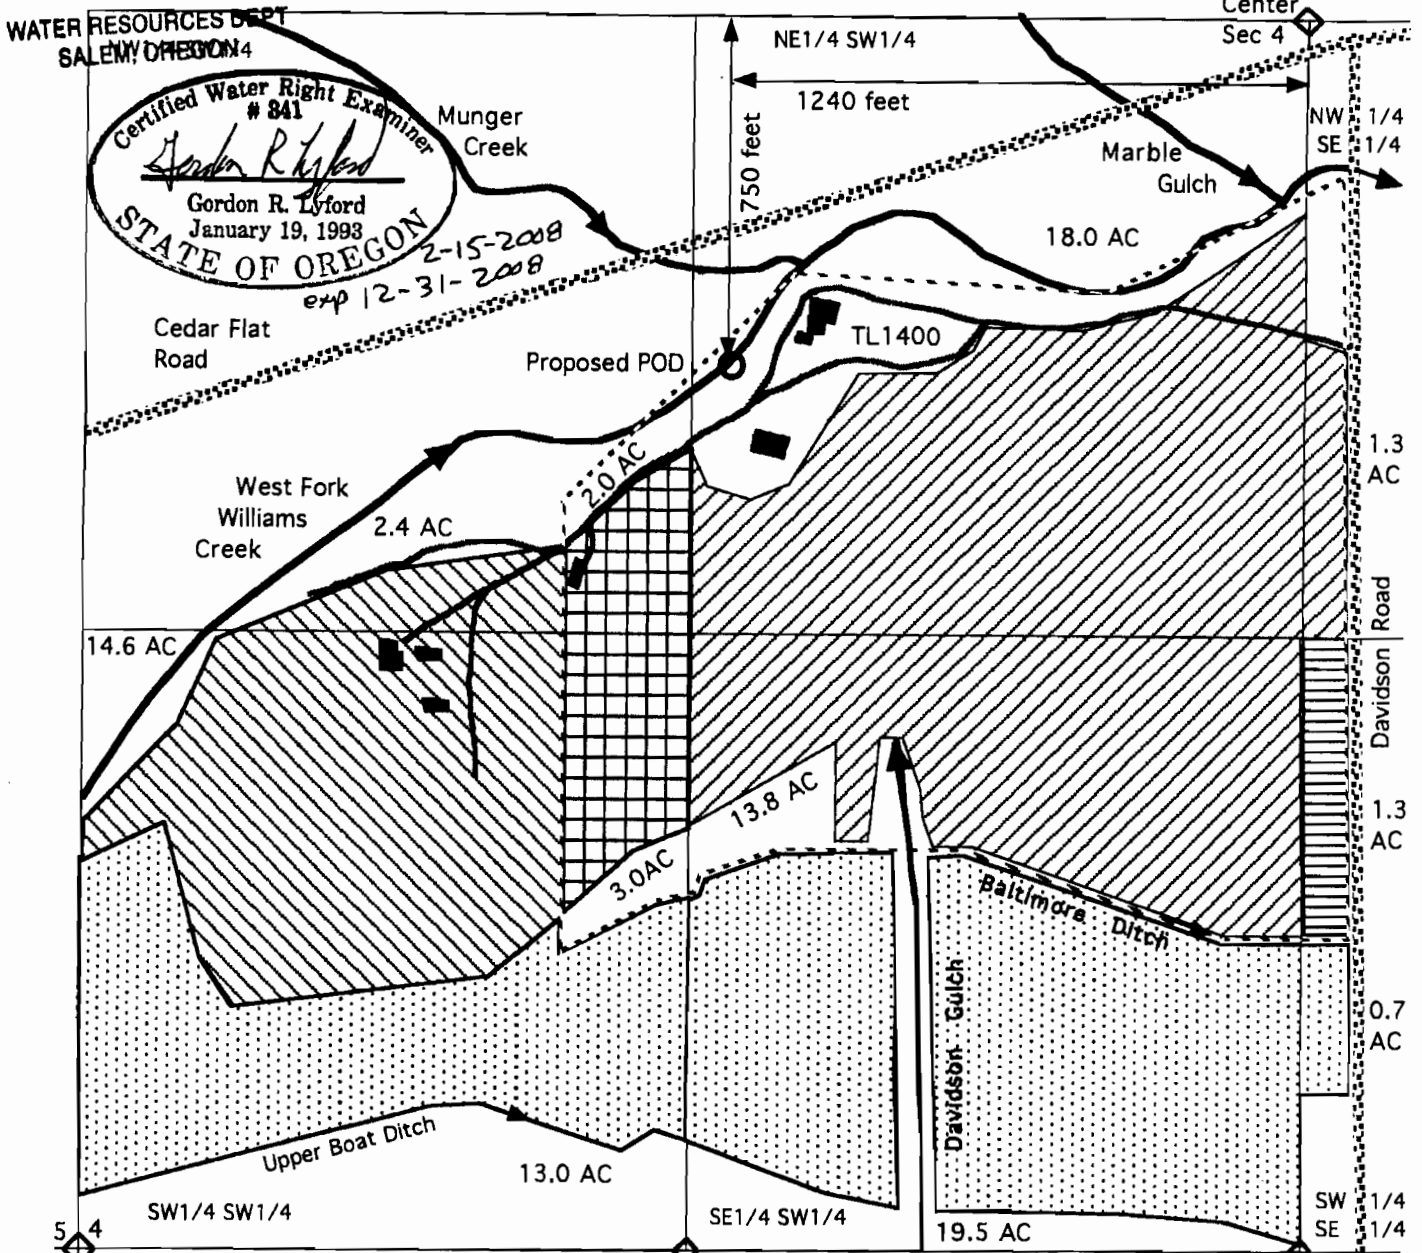 WATER RESOURCES DEPT
SALEM, OREGON
NW1/4 SW1/4
Certified Water Right Examiner
# 841
Gordon R Lyford
Gordon R. Lyford
January 19, 1993
STATE OF OREGON
2-15-2008
exp 12-31-2008
Munger
Creek
NE1/4 SW1/4
Center
Sec 4
1240 feet
750 feet
NW 1/4
SE 1/4
Marble
Gulch
18.0 AC
Cedar Flat
Road
Proposed POD
TL1400
2.0 AC
West Fork
Williams
Creek
2.4 AC
1.3
AC
Davidson Road
14.6 AC
13.8 AC
3.0AC
1.3
AC
Baltimore Ditch
Davidson Gulch
0.7
AC
Upper Boat Ditch
13.0 AC
SW1/4 SW1/4
SE1/4 SW1/4
19.5 AC
SW 1/4
SE 1/4
5 4